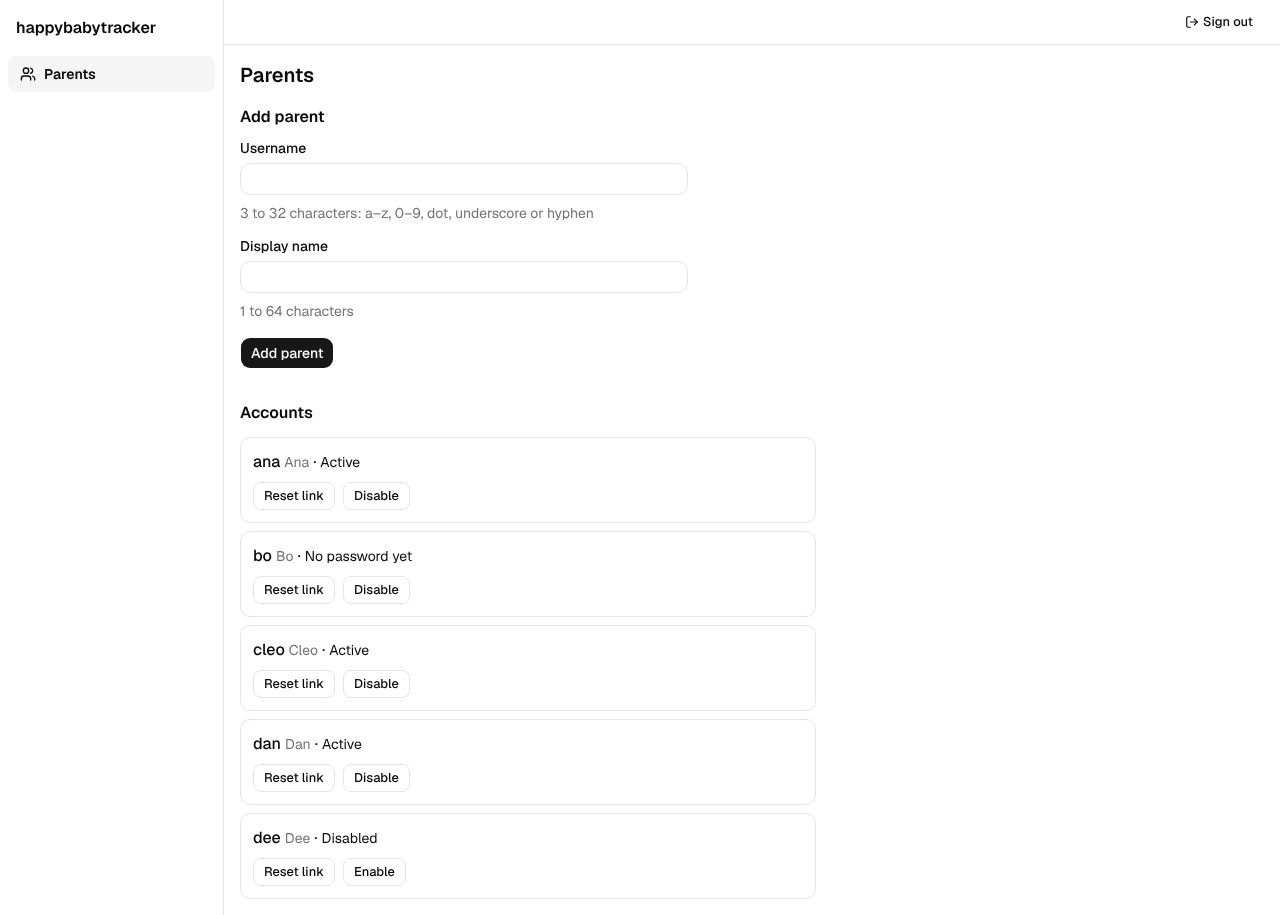 happybabytracker
Sign out
Parents
Parents
Add parent
Username
3 to 32 characters: a–z, 0–9, dot, underscore or hyphen
Display name
1 to 64 characters
Add parent
Accounts
ana Ana · Active
Reset link Disable
bo Bo · No password yet
Reset link Disable
cleo Cleo · Active
Reset link Disable
dan Dan · Active
Reset link Disable
dee Dee · Disabled
Reset link Enable